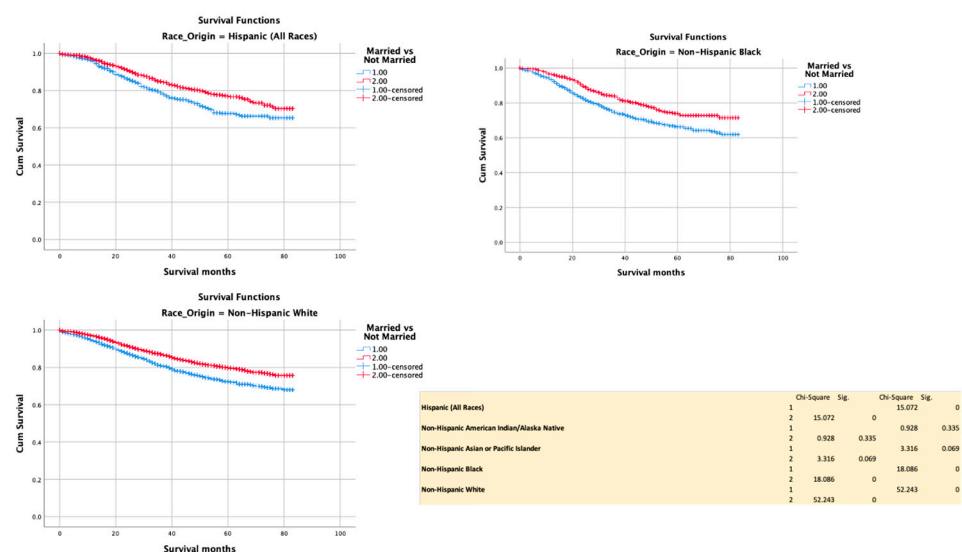 Survival Functions
Race_Origin = Hispanic (All Races)
Married vs
Not Married
1.00
2.00
1.00-censored
2.00-censored
Cum Survival
1.0
0.8
0.6
0.4
0.2
0.0
0 20 40 60 80 100
Survival months
Survival Functions
Race_Origin = Non-Hispanic Black
Married vs
Not Married
1.00
2.00
1.00-censored
2.00-censored
Cum Survival
1.0
0.8
0.6
0.4
0.2
0.0
0 20 40 60 80 100
Survival months
Survival Functions
Race_Origin = Non-Hispanic White
Married vs
Not Married
1.00
2.00
1.00-censored
2.00-censored
Cum Survival
1.0
0.8
0.6
0.4
0.2
0.0
0 20 40 60 80 100
Survival months
Chi-Square Sig. Chi-Square Sig.
Hispanic (All Races) 1 15.072 0
2 15.072 0
Non-Hispanic American Indian/Alaska Native 1 0.928 0.335
2 0.928 0.335
Non-Hispanic Asian or Pacific Islander 1 3.316 0.069
2 3.316 0.069
Non-Hispanic Black 1 18.086 0
2 18.086 0
Non-Hispanic White 1 52.243 0
2 52.243 0